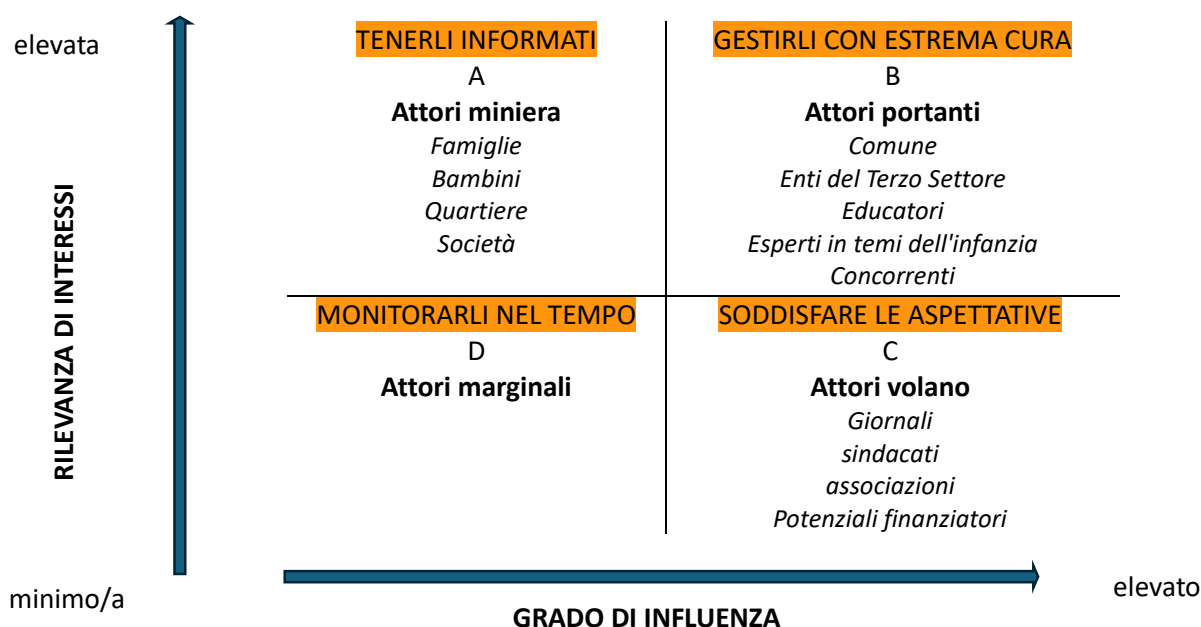 elevata
RILEVANZA DI INTERESSI
minimo/a
TENERLI INFORMATI
A
Attori miniera
Famiglie
Bambini
Quartiere
Società
GESTIRLI CON ESTREMA CURA
B
Attori portanti
Comune
Enti del Terzo Settore
Educatori
Esperti in temi dell'infanzia
Concorrenti
MONITORARLI NEL TEMPO
D
Attori marginali
SODDISFARE LE ASPETTATIVE
C
Attori volano
Giornali
sindacati
associazioni
Potenziali finanziatori
GRADO DI INFLUENZA
elevato